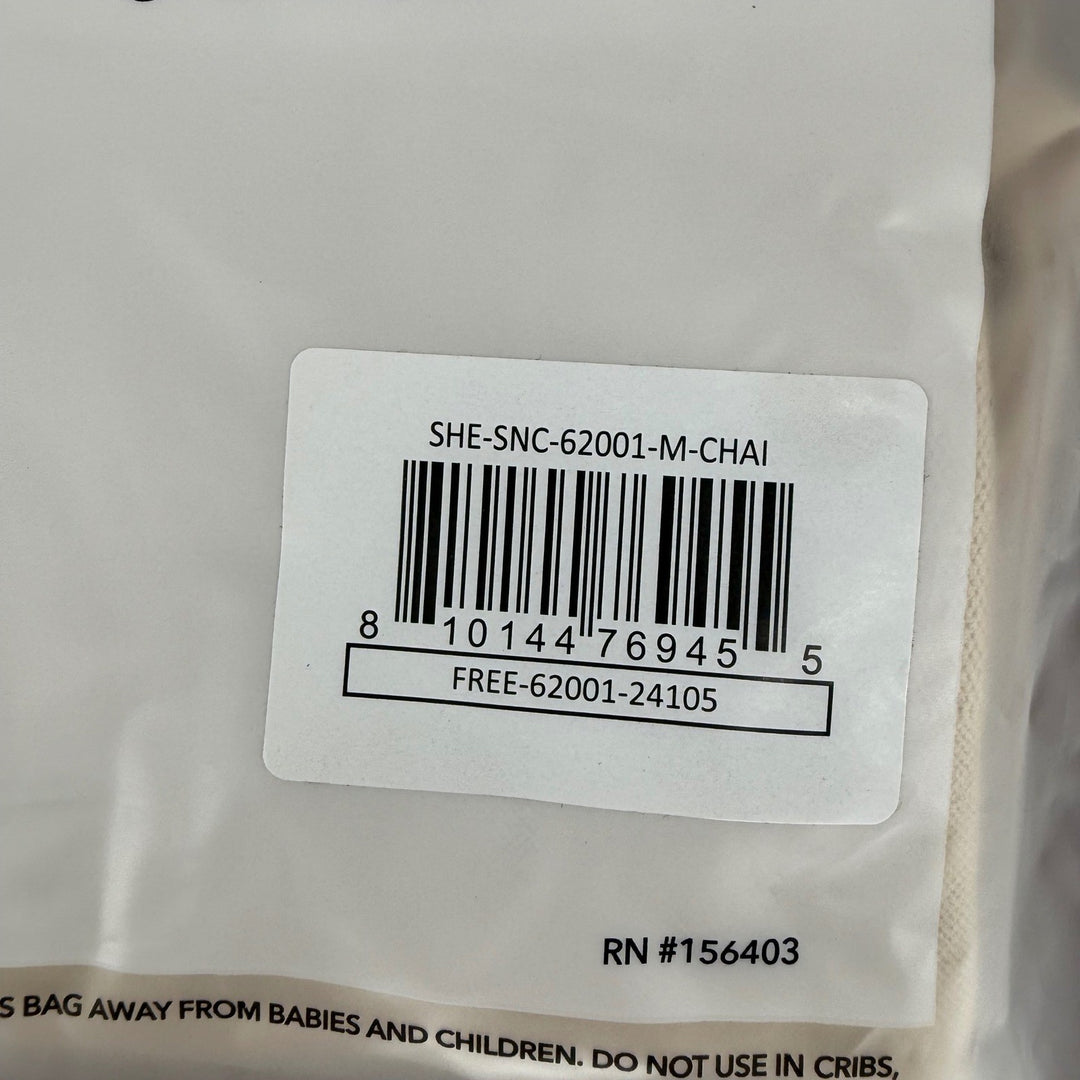 SHE-SNC-62001-M-CHAI
8 10144 76945 5
FREE-62001-24105
RN #156403
S BAG AWAY FROM BABIES AND CHILDREN. DO NOT USE IN CRIBS,